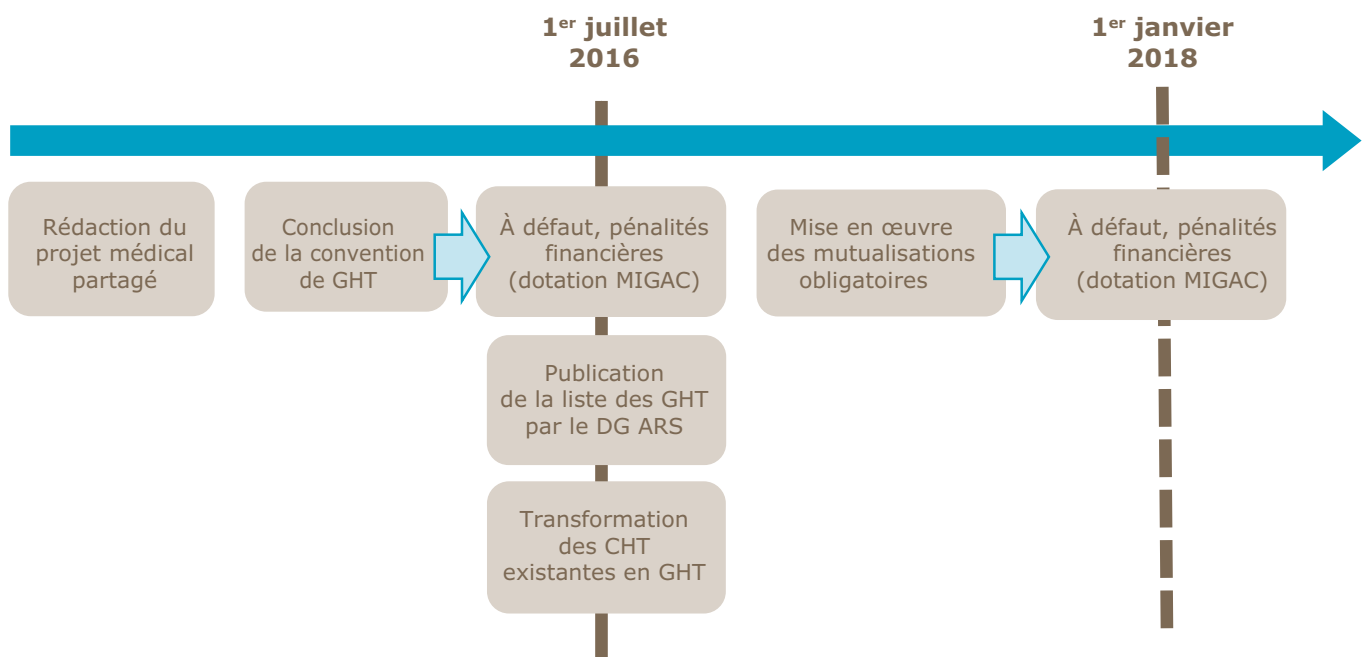 1er juillet
2016
1er janvier
2018
Rédaction du
projet médical
partagé
Conclusion
de la convention
de GHT
À défaut, pénalités
financières
(dotation MIGAC)
Mise en œuvre
des mutualisations
obligatoires
À défaut, pénalités
financières
(dotation MIGAC)
Publication
de la liste des GHT
par le DG ARS
Transformation
des CHT
existantes en GHT